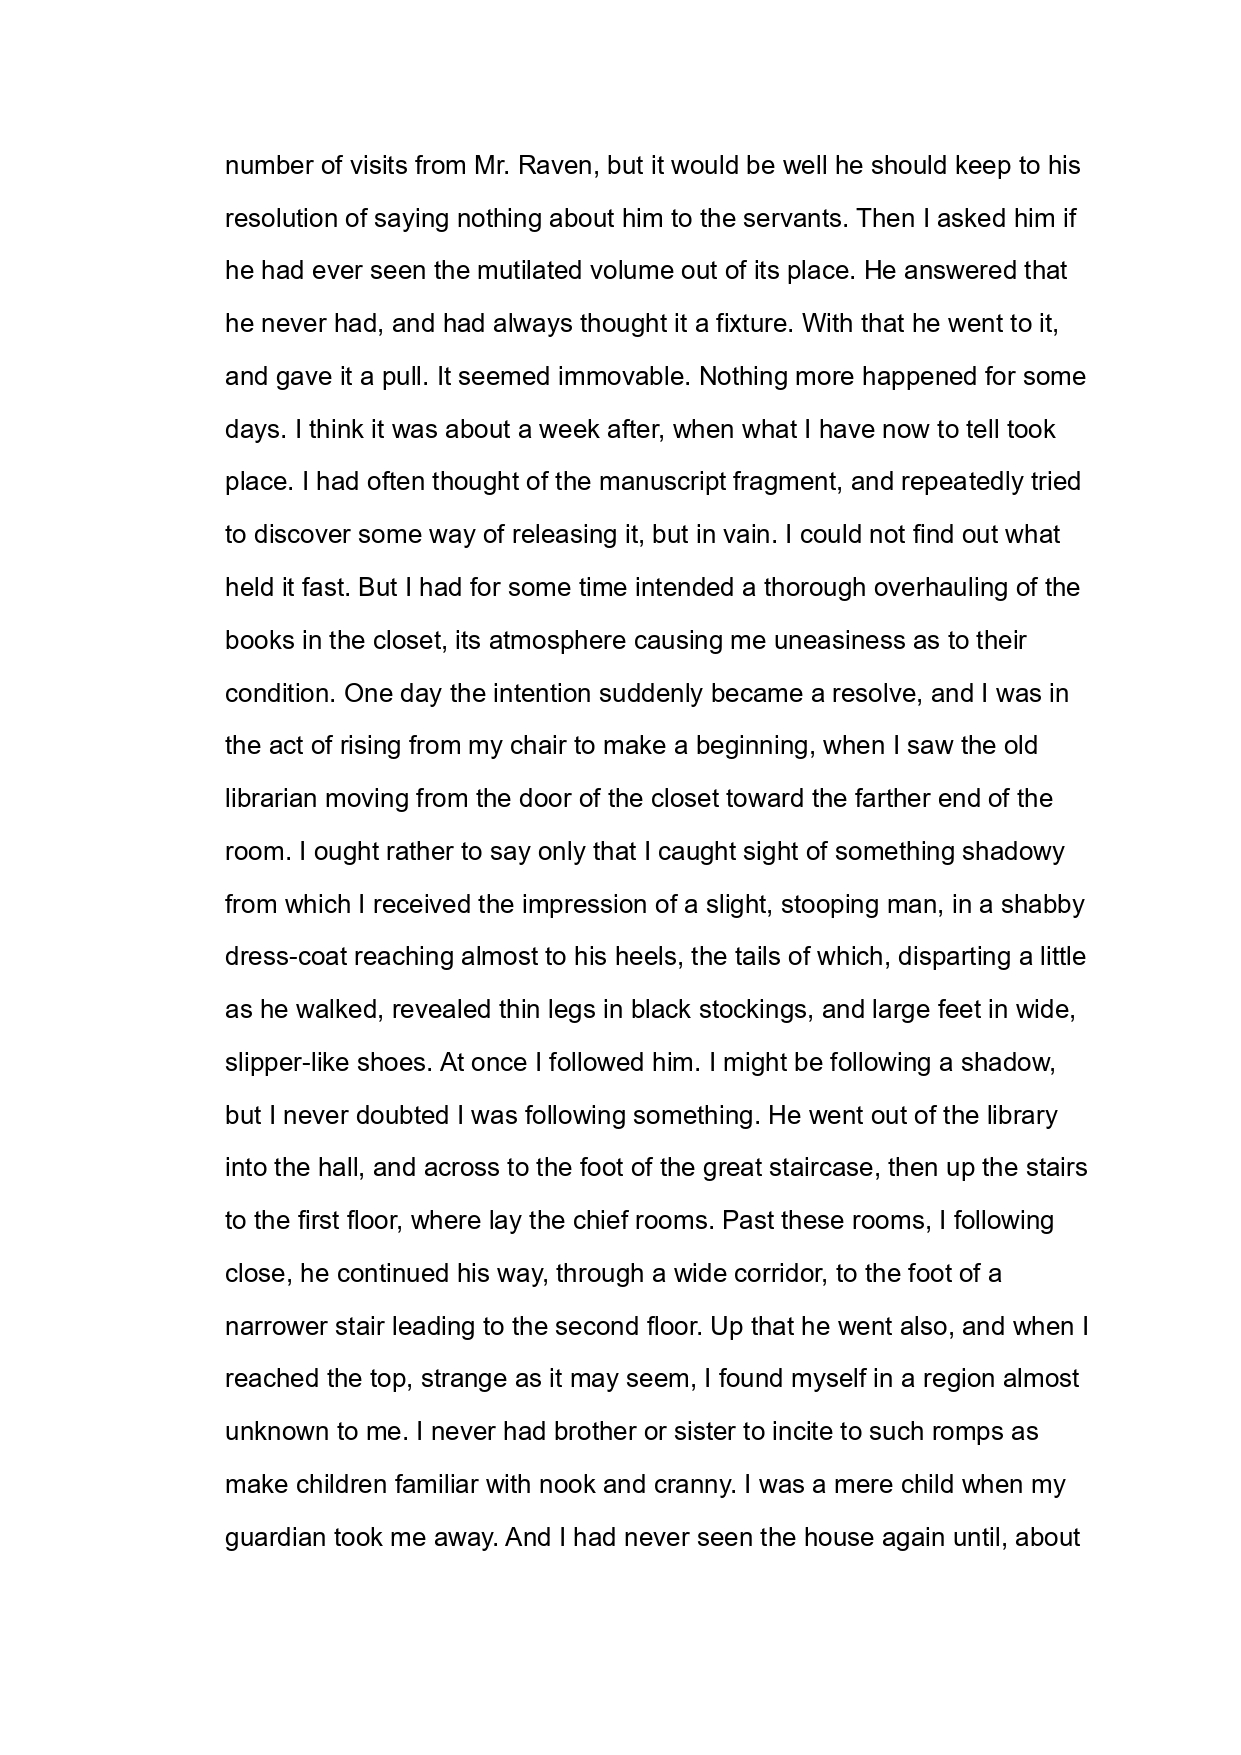 number of visits from Mr. Raven, but it would be well he should keep to his
resolution of saying nothing about him to the servants. Then I asked him if
he had ever seen the mutilated volume out of its place. He answered that
he never had, and had always thought it a fixture. With that he went to it,
and gave it a pull. It seemed immovable. Nothing more happened for some
days. I think it was about a week after, when what I have now to tell took
place. I had often thought of the manuscript fragment, and repeatedly tried
to discover some way of releasing it, but in vain. I could not find out what
held it fast. But I had for some time intended a thorough overhauling of the
books in the closet, its atmosphere causing me uneasiness as to their
condition. One day the intention suddenly became a resolve, and I was in
the act of rising from my chair to make a beginning, when I saw the old
librarian moving from the door of the closet toward the farther end of the
room. I ought rather to say only that I caught sight of something shadowy
from which I received the impression of a slight, stooping man, in a shabby
dress-coat reaching almost to his heels, the tails of which, disparting a little
as he walked, revealed thin legs in black stockings, and large feet in wide,
slipper-like shoes. At once I followed him. I might be following a shadow,
but I never doubted I was following something. He went out of the library
into the hall, and across to the foot of the great staircase, then up the stairs
to the first floor, where lay the chief rooms. Past these rooms, I following
close, he continued his way, through a wide corridor, to the foot of a
narrower stair leading to the second floor. Up that he went also, and when I
reached the top, strange as it may seem, I found myself in a region almost
unknown to me. I never had brother or sister to incite to such romps as
make children familiar with nook and cranny. I was a mere child when my
guardian took me away. And I had never seen the house again until, about